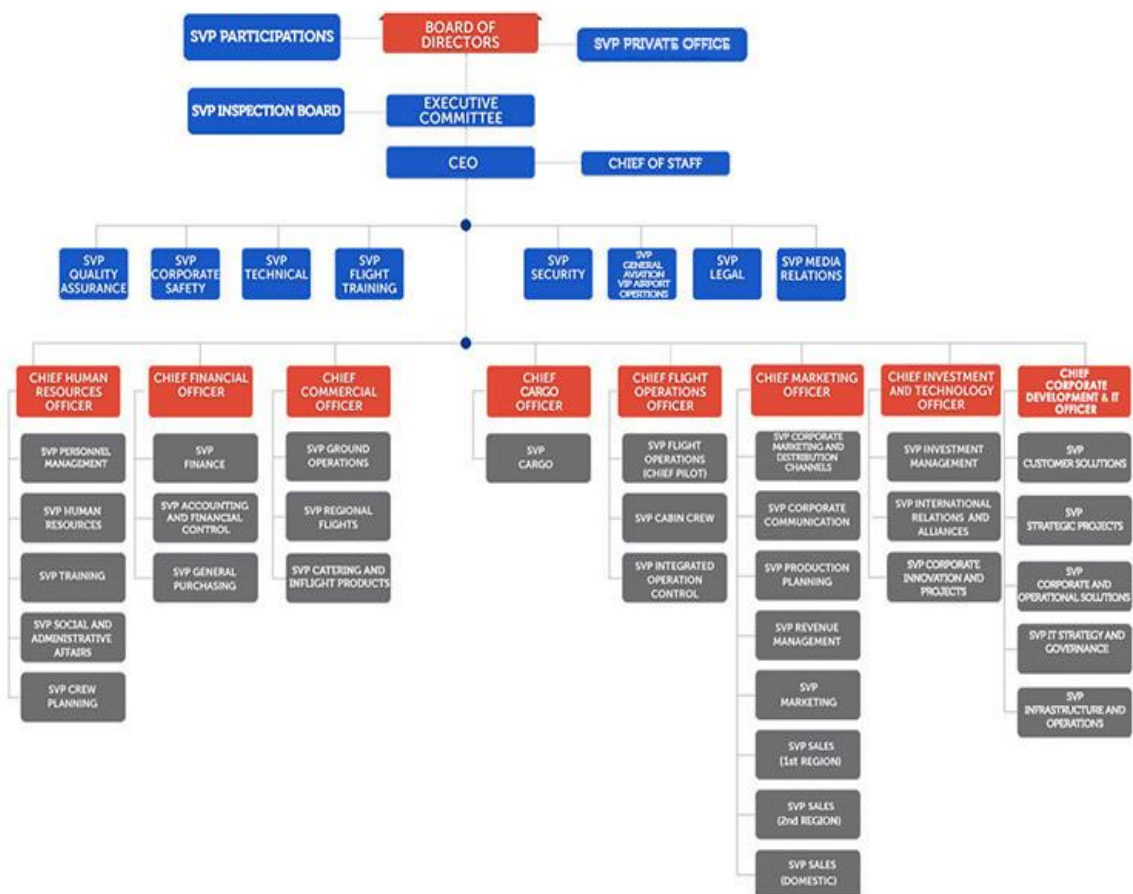 SVP PARTICIPATIONS
BOARD OF
DIRECTORS
SVP PRIVATE OFFICE
SVP INSPECTION BOARD
EXECUTIVE
COMMITTEE
CEO
CHIEF OF STAFF
SVP
QUALITY
ASSURANCE
SVP
CORPORATE
SAFETY
SVP
TECHNICAL
SVP
FLIGHT
TRAINING
SVP
SECURITY
SVP
GENERAL
AVIATION
VIP AIRPORT
OPERTIONS
SVP
LEGAL
SVP MEDIA
RELATIONS
CHIEF HUMAN
RESOURCES
OFFICER
SVP PERSONNEL
MANAGEMENT
SVP HUMAN
RESOURCES
SVP TRAINING
SVP SOCIAL AND
ADMINISTRATIVE
AFFAIRS
SVP CREW
PLANNING
CHIEF FINANCIAL
OFFICER
SVP
FINANCE
SVP ACCOUNTING
AND FINANCIAL
CONTROL
SVP GENERAL
PURCHASING
CHIEF
COMMERCIAL
OFFICER
SVP GROUND
OPERATIONS
SVP REGIONAL
FLIGHTS
SVP CATERING AND
INFLIGHT PRODUCTS
CHIEF
CARGO
OFFICER
SVP
CARGO
CHIEF FLIGHT
OPERATIONS
OFFICER
SVP FLIGHT
OPERATIONS
(CHIEF PILOT)
SVP CABIN CREW
SVP INTEGRATED
OPERATION
CONTROL
CHIEF MARKETING
OFFICER
SVP CORPORATE
MARKETING AND
DISTRIBUTION
CHANNELS
SVP CORPORATE
COMMUNICATION
SVP PRODUCTION
PLANNING
SVP REVENUE
MANAGEMENT
SVP
MARKETING
SVP SALES
(1st REGION)
SVP SALES
(2nd REGION)
SVP SALES
(DOMESTIC)
CHIEF INVESTMENT
AND TECHNOLOGY
OFFICER
SVP INVESTMENT
MANAGEMENT
SVP INTERNATIONAL
RELATIONS AND
ALLIANCES
SVP CORPORATE
INNOVATION AND
PROJECTS
CHIEF
CORPORATE
DEVELOPMENT & IT
OFFICER
SVP
CUSTOMER SOLUTIONS
SVP
STRATEGIC PROJECTS
SVP
CORPORATE AND
OPERATIONAL SOLUTIONS
SVP IT STRATEGY AND
GOVERNANCE
SVP
INFRASTRUCTURE AND
OPERATIONS